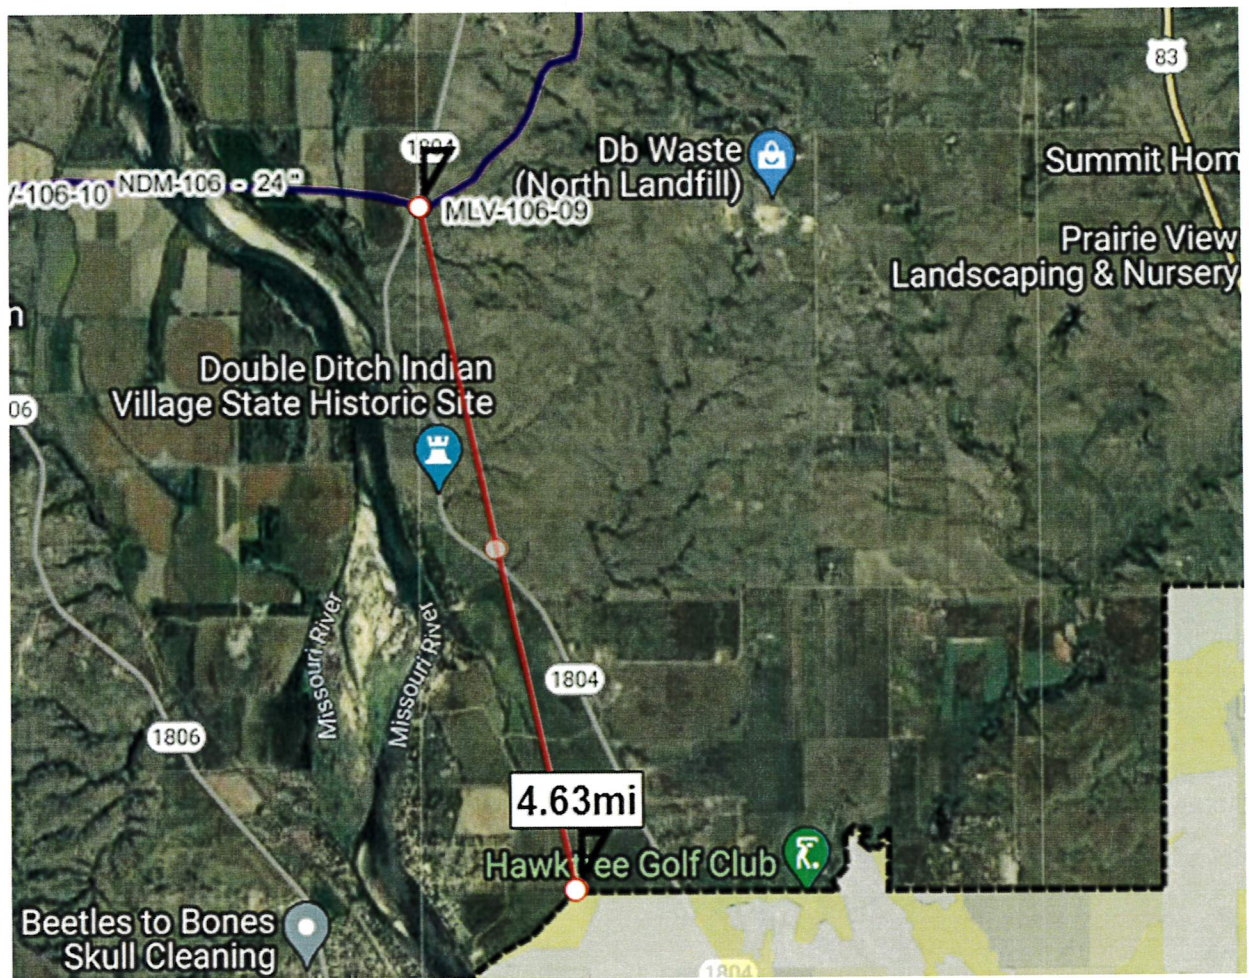 83
1804
Db Waste
(North Landfill)
Summit Hom
/-106-10
NDM-106 - 24"
MLV-106-09
Prairie View
Landscaping & Nursery
n
Double Ditch Indian
Village State Historic Site
06
Missouri River
Missouri River
1804
1806
4.63mi
Hawktree Golf Club
Beetles to Bones
Skull Cleaning
1804